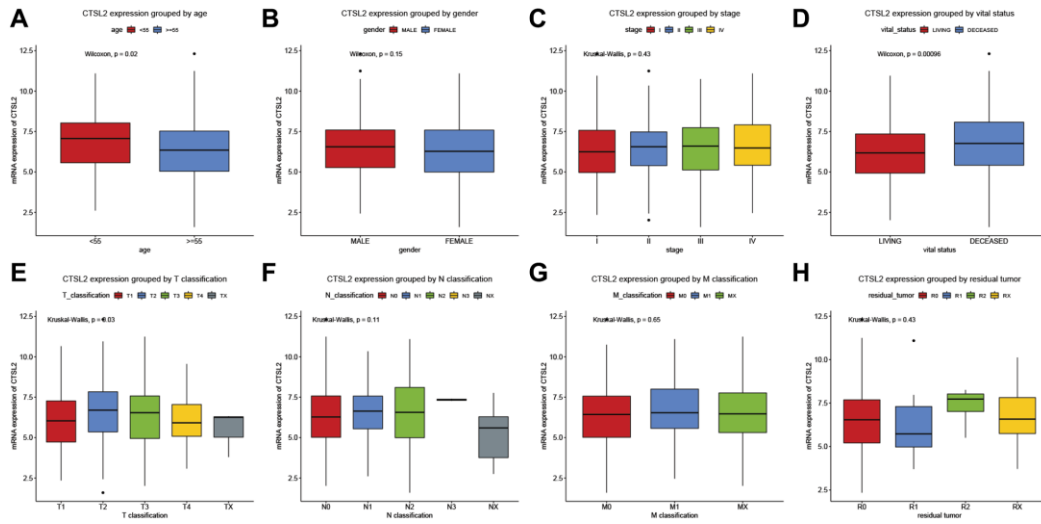 A
CTSL2 expression grouped by age
age <55 >=55
Wilcoxon, p = 0.02
mRNA expression of CTSL2
12.5
10.0
7.5
5.0
2.5
<55 >=55
age
B
CTSL2 expression grouped by gender
gender MALE FEMALE
Wilcoxon, p = 0.15
mRNA expression of CTSL2
12.5
10.0
7.5
5.0
2.5
MALE FEMALE
gender
C
CTSL2 expression grouped by stage
stage I II III IV
Kruskal-Wallis, p = 0.43
mRNA expression of CTSL2
12.5
10.0
7.5
5.0
2.5
I II III IV
stage
D
CTSL2 expression grouped by vital status
vital_status LIVING DECEASED
Wilcoxon, p = 0.00096
mRNA expression of CTSL2
12.5
10.0
7.5
5.0
2.5
LIVING DECEASED
vital status
E
CTSL2 expression grouped by T classification
T_classification T1 T2 T3 T4 TX
Kruskal-Wallis, p = 0.03
mRNA expression of CTSL2
12.5
10.0
7.5
5.0
2.5
T1 T2 T3 T4 TX
T classification
F
CTSL2 expression grouped by N classification
N_classification N0 N1 N2 N3 NX
Kruskal-Wallis, p = 0.11
mRNA expression of CTSL2
12.5
10.0
7.5
5.0
2.5
N0 N1 N2 N3 NX
N classification
G
CTSL2 expression grouped by M classification
M_classification M0 M1 MX
Kruskal-Wallis, p = 0.65
mRNA expression of CTSL2
12.5
10.0
7.5
5.0
2.5
M0 M1 MX
M classification
H
CTSL2 expression grouped by residual tumor
residual_tumor R0 R1 R2 RX
Kruskal-Wallis, p = 0.43
mRNA expression of CTSL2
12.5
10.0
7.5
5.0
2.5
R0 R1 R2 RX
residual tumor